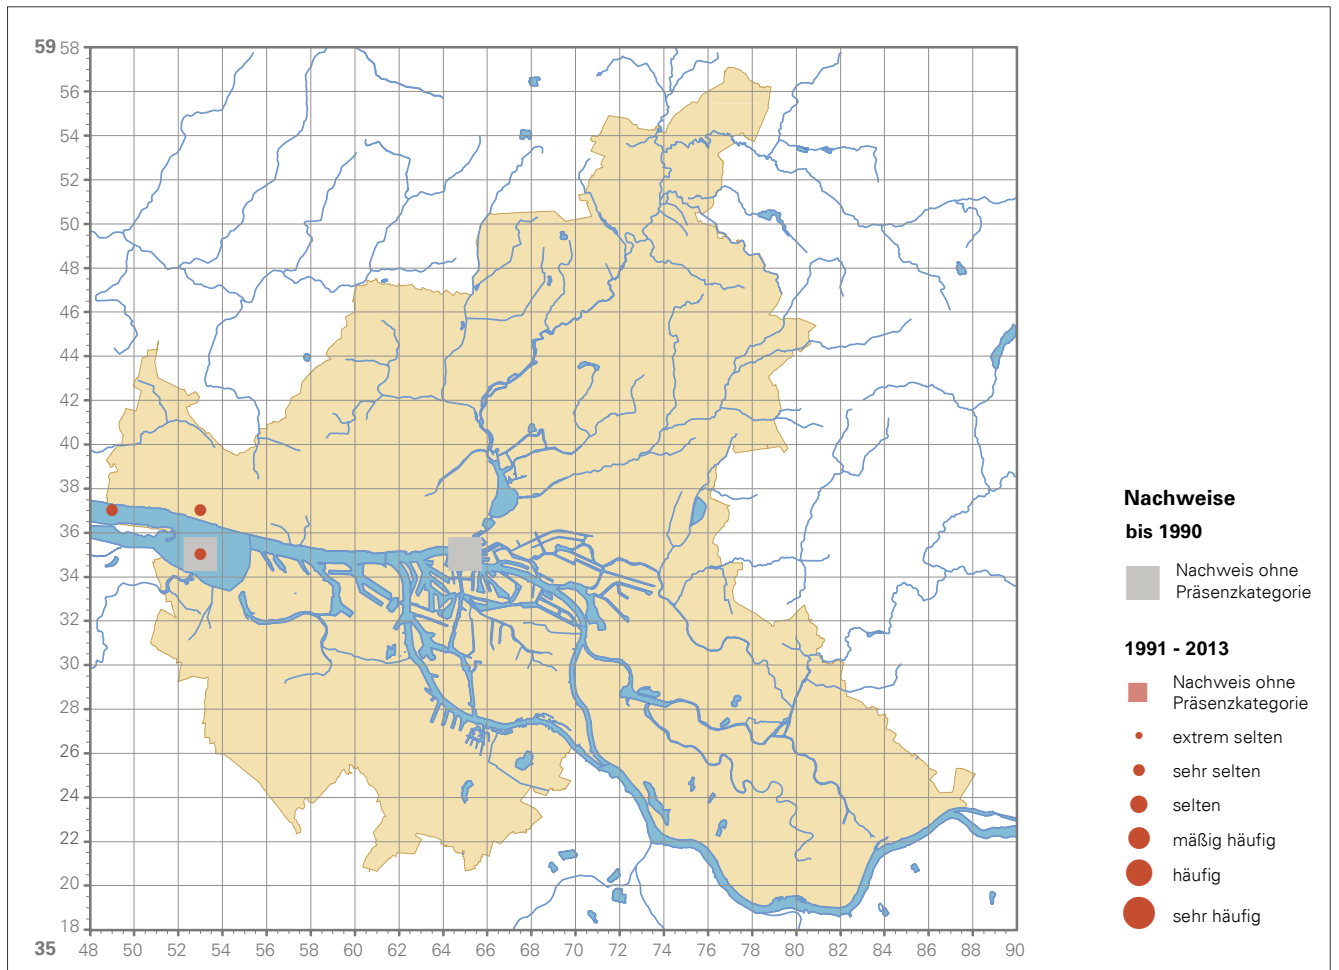 59 58
56
54
52
50
48
46
44
42
40
38
36
34
32
30
28
26
24
22
20
18
35
48 50 52 54 56 58 60 62 64 66 68 70 72 74 76 78 80 82 84 86 88 90
Nachweise
bis 1990
Nachweis ohne
Präsenzkategorie
1991 - 2013
Nachweis ohne
Präsenzkategorie
extrem selten
sehr selten
selten
mäßig häufig
häufig
sehr häufig